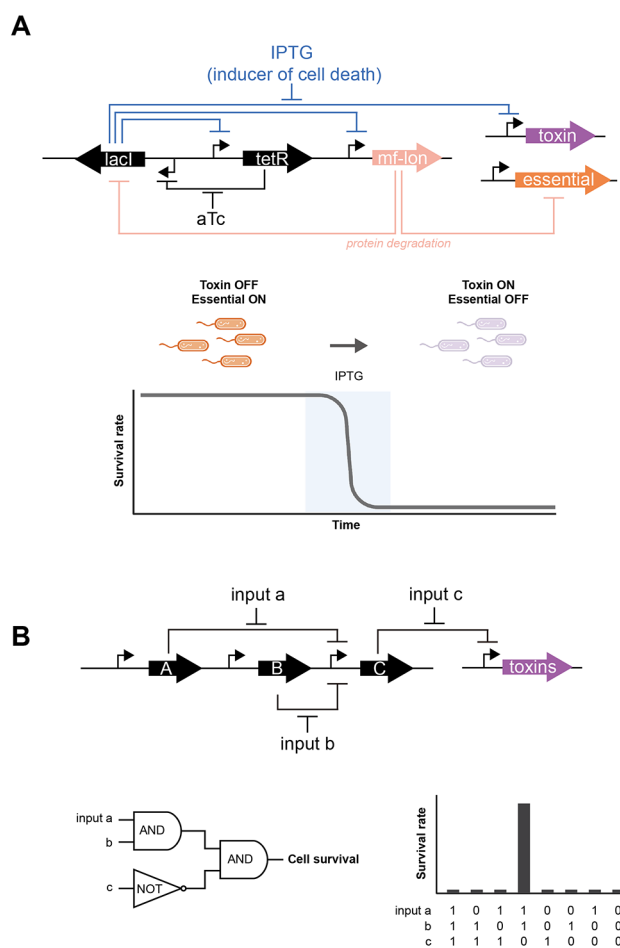 A
IPTG
(inducer of cell death)
toxin
lacI
tetR
mf-lon
essential
aTc
protein degradation
Toxin OFF
Essential ON
Toxin ON
Essential OFF
IPTG
Survival rate
Time
input a
input c
B
A
B
C
toxins
input b
input a
b
AND
AND
Cell survival
c
NOT
Survival rate
input a 1 0 1 1 0 0 1 0
b 1 1 0 1 0 1 0 0
c 1 1 1 0 1 0 0 0